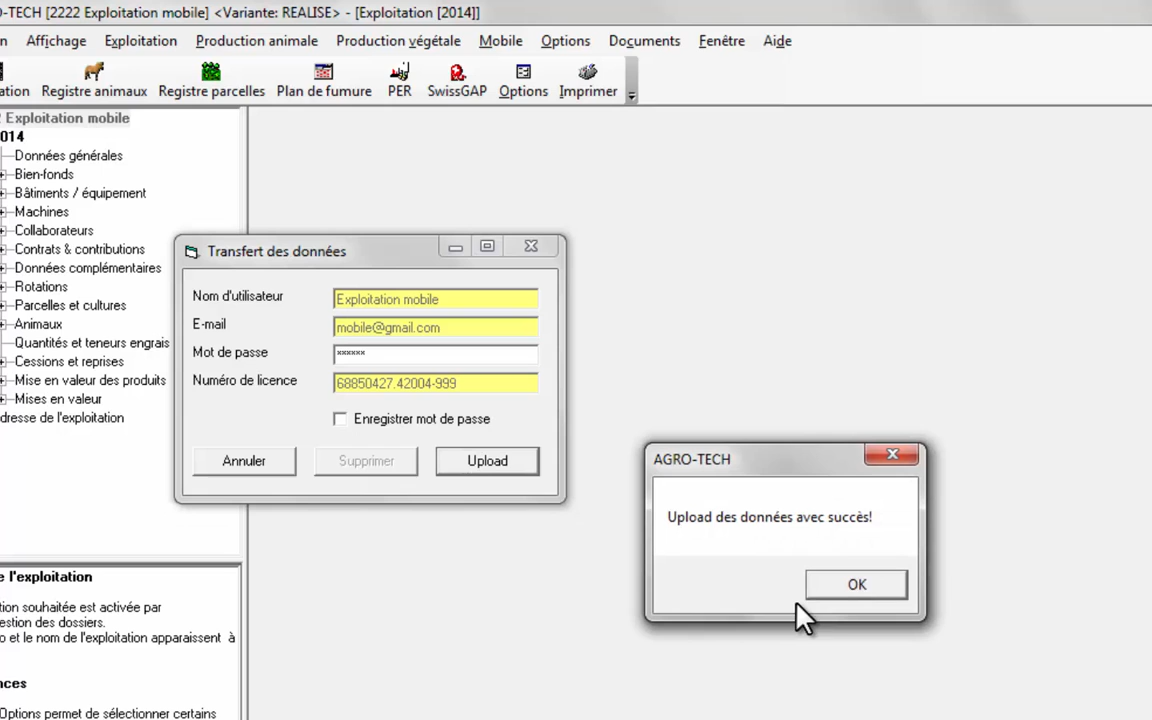 O-TECH [2222 Exploitation mobile] <Variante: REALISE> - [Exploitation [2014]]
n Affichage Exploitation Production animale Production végétale Mobile Options Documents Fenêtre Aide
ation Registre animaux Registre parcelles Plan de fumure PER SwissGAP Options Imprimer
2 Exploitation mobile
014
Données générales
Bien-fonds
Bâtiments / équipement
Machines
Collaborateurs
Contrats & contributions
Données complémentaires
Rotations
Parcelles et cultures
Animaux
Quantités et teneurs engrais
Cessions et reprises
Mise en valeur des produits
Mises en valeur
dresse de l'exploitation
Transfert des données
Nom d'utilisateur Exploitation mobile
E-mail mobile@gmail.com
Mot de passe ******
Numéro de licence 68850427.42004-999
Enregistrer mot de passe
Annuler Supprimer Upload
AGRO-TECH
Upload des données avec succès!
OK
e l'exploitation
tion souhaitée est activée par
estion des dossiers.
o et le nom de l'exploitation apparaissent à
nces
Options permet de sélectionner certains